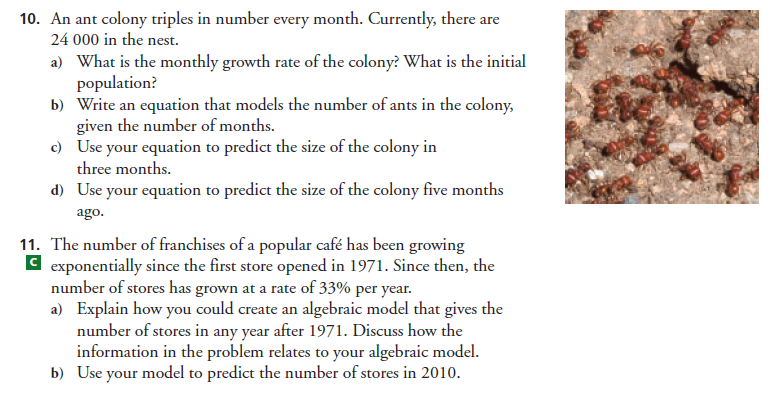 10. An ant colony triples in number every month. Currently, there are
24 000 in the nest.
a) What is the monthly growth rate of the colony? What is the initial
population?
b) Write an equation that models the number of ants in the colony,
given the number of months.
c) Use your equation to predict the size of the colony in
three months.
d) Use your equation to predict the size of the colony five months
ago.
11. The number of franchises of a popular café has been growing
C exponentially since the first store opened in 1971. Since then, the
number of stores has grown at a rate of 33% per year.
a) Explain how you could create an algebraic model that gives the
number of stores in any year after 1971. Discuss how the
information in the problem relates to your algebraic model.
b) Use your model to predict the number of stores in 2010.